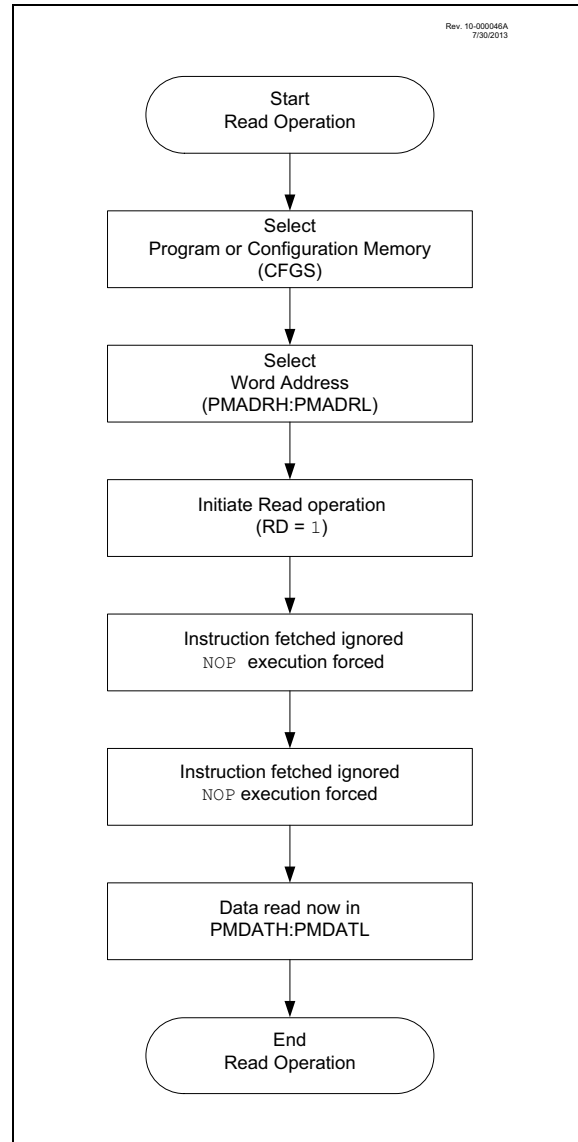 Rev. 10-000046A
7/30/2013
Start
Read Operation
Select
Program or Configuration Memory
(CFGS)
Select
Word Address
(PMADRH:PMADRL)
Initiate Read operation
(RD = 1)
Instruction fetched ignored
NOP execution forced
Instruction fetched ignored
NOP execution forced
Data read now in
PMDATH:PMDATL
End
Read Operation